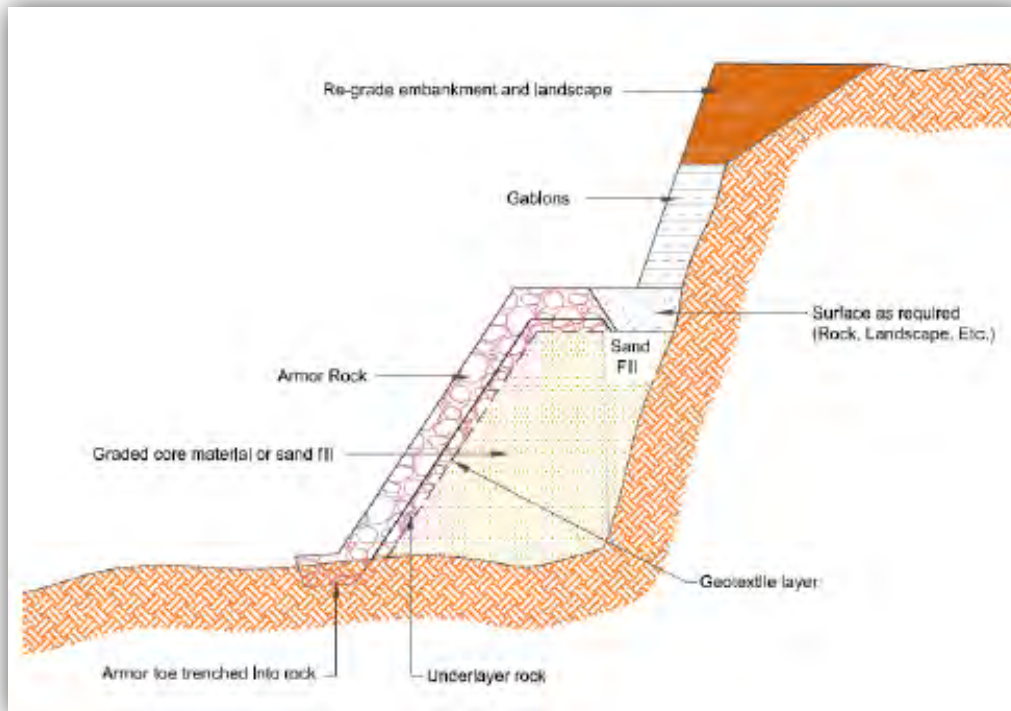 Re-grade embankment and landscape
Gabions
Surface as required
(Rock, Landscape, Etc.)
Sand
Fill
Armor Rock
Graded core material or sand fill
Geotextile layer
Armor toe trenched into rock
Underlayer rock